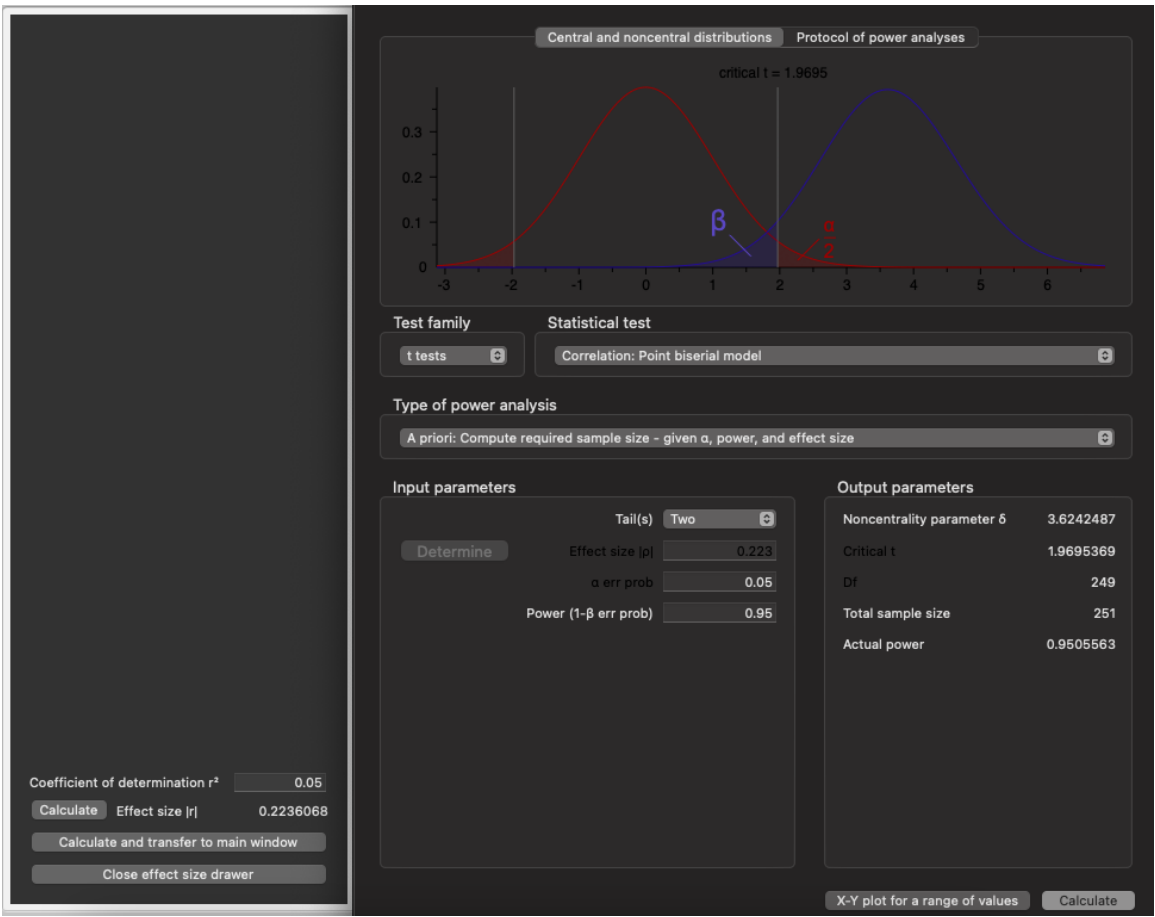 Central and noncentral distributions Protocol of power analyses
critical t = 1.9695
0.3
0.2
0.1
0
β
α
2
-3 -2 -1 0 1 2 3 4 5 6
Test family Statistical test
t tests Correlation: Point biserial model
Type of power analysis
A priori: Compute required sample size - given α, power, and effect size
Input parameters Output parameters
Tail(s) Two Noncentrality parameter δ 3.6242487
Determine Effect size |ρ| 0.223 Critical t 1.9695369
α err prob 0.05 Df 249
Power (1-β err prob) 0.95 Total sample size 251
Actual power 0.9505563
Coefficient of determination r² 0.05
Calculate Effect size |r| 0.2236068
Calculate and transfer to main window
Close effect size drawer
X-Y plot for a range of values Calculate